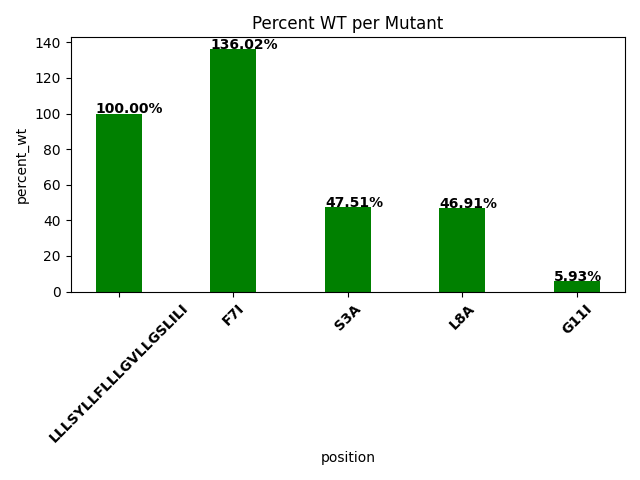 Percent WT per Mutant
percent_wt
140
120
100
80
60
40
20
0
100.00%
136.02%
47.51%
46.91%
5.93%
LLLSYLLFLLLGVLLGSLILI
F7I
S3A
L8A
G11I
position